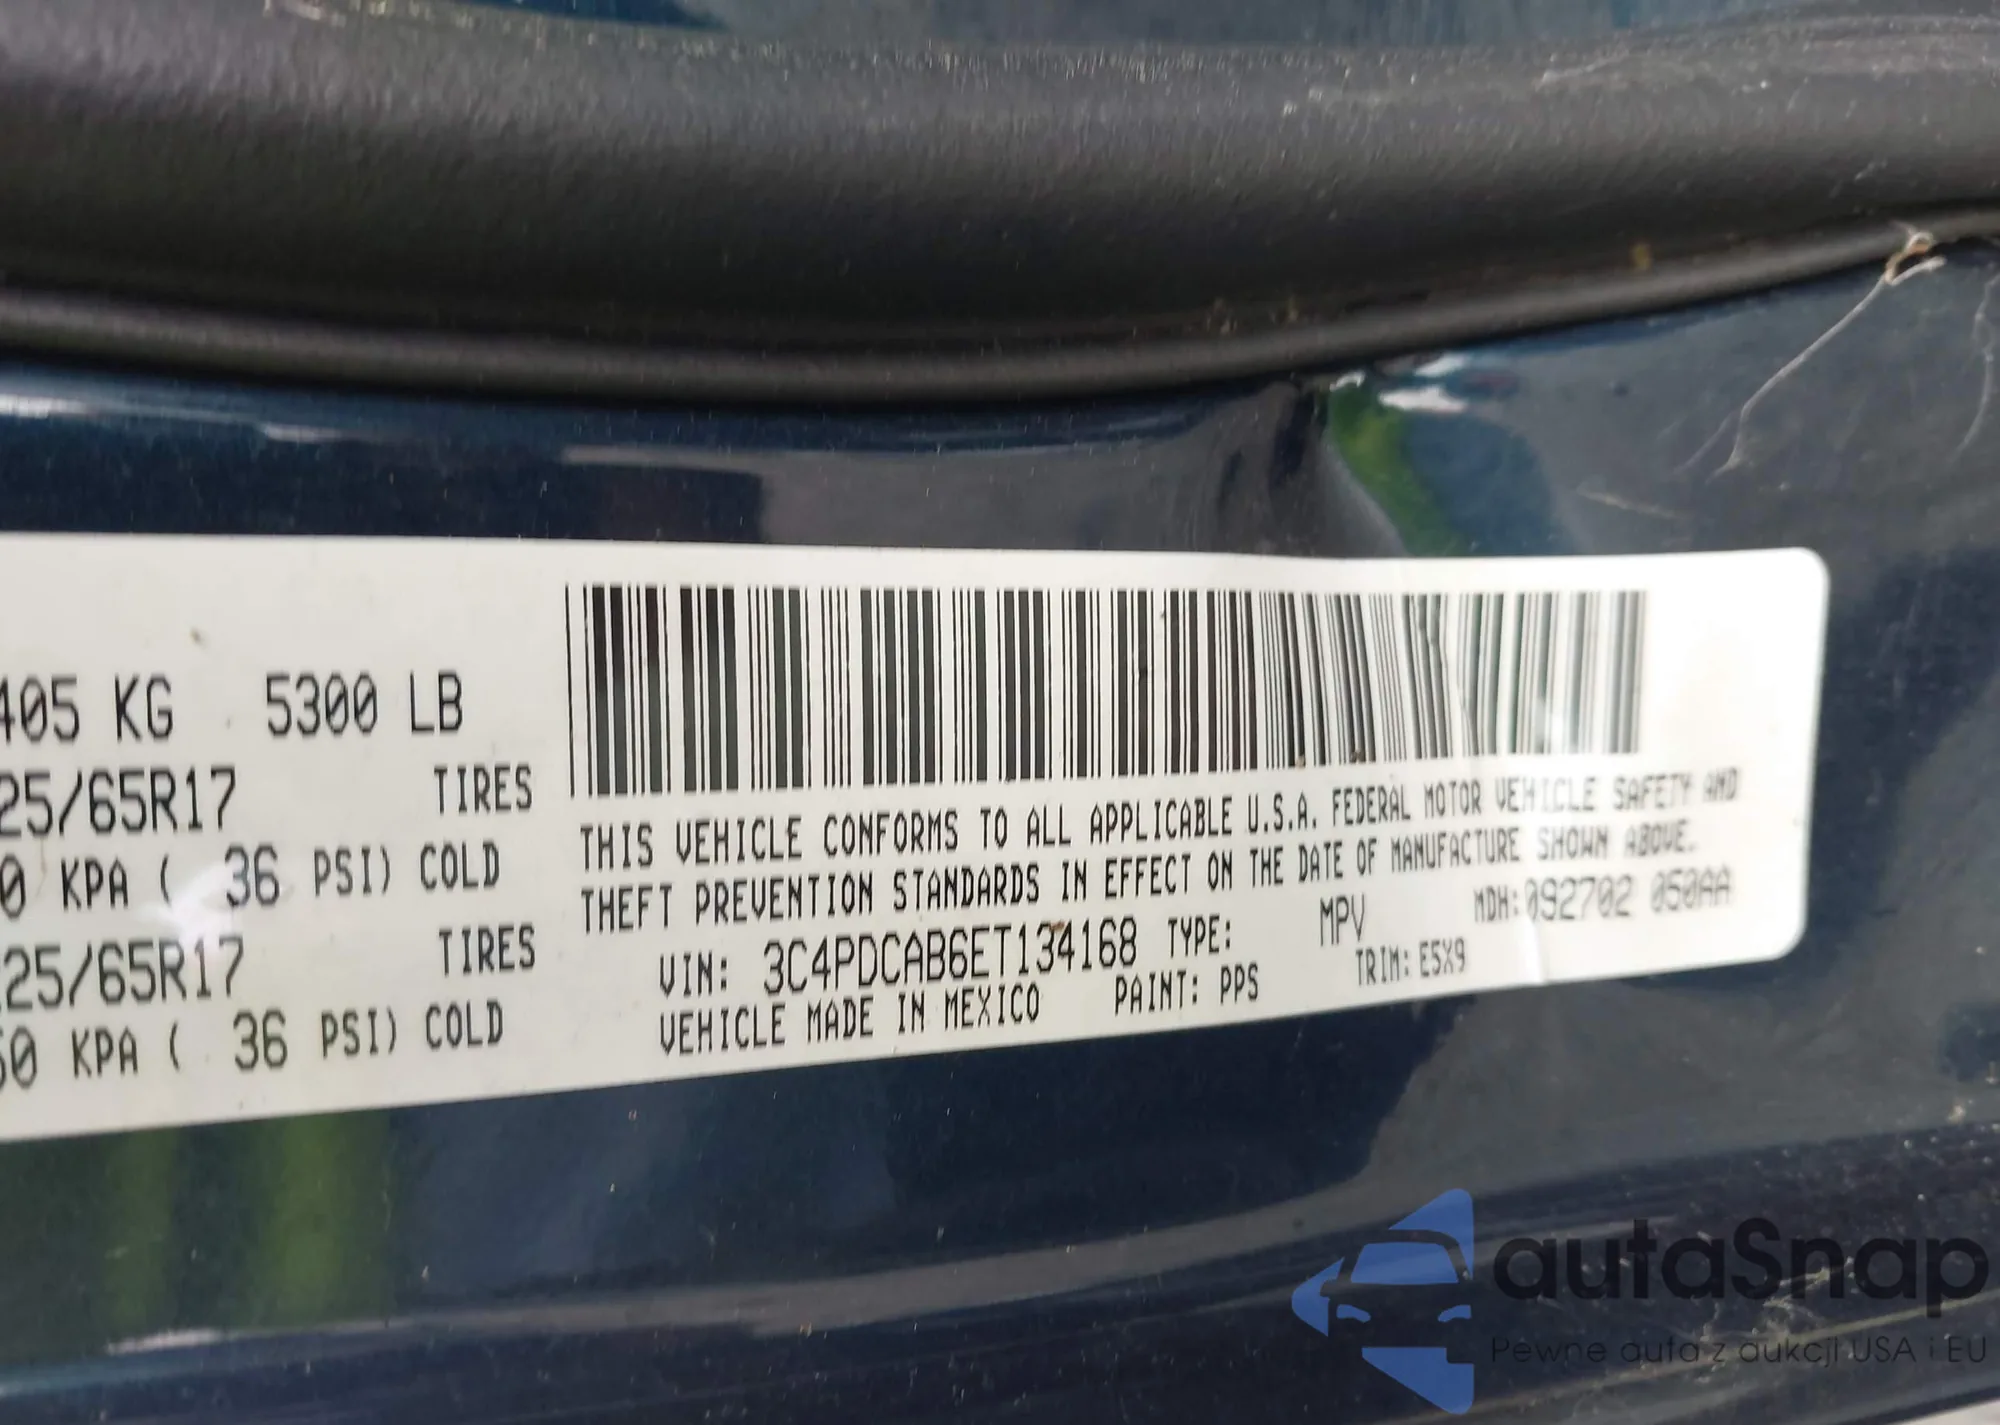 405 KG 5300 LB
25/65R17 TIRES
0 KPA ( 36 PSI) COLD
25/65R17 TIRES
50 KPA ( 36 PSI) COLD
THIS VEHICLE CONFORMS TO ALL APPLICABLE U.S.A. FEDERAL MOTOR VEHICLE SAFETY AND
THEFT PREVENTION STANDARDS IN EFFECT ON THE DATE OF MANUFACTURE SHOWN ABOVE.
VIN: 3C4PDCAB6ET134168 TYPE: MPV MDH:092702 050AA
VEHICLE MADE IN MEXICO PAINT: PPS TRIM: E5X9
autaSnap
Pewne auta z aukcji USA i EU